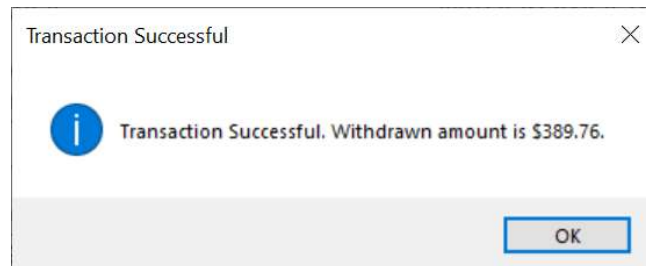 Transaction Successful
Transaction Successful. Withdrawn amount is $389.76.
OK